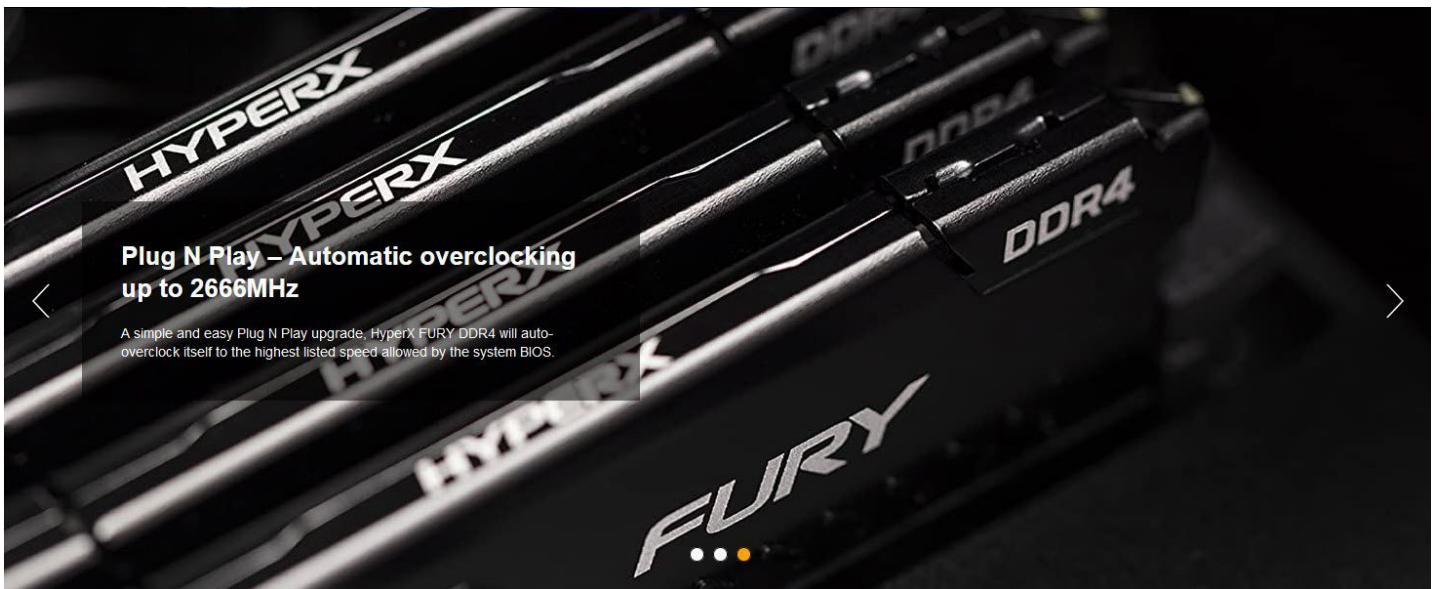 HYPERX
DDR4
HYPERX
DDR4
DDR4
Plug N Play – Automatic overclocking
up to 2666MHz
HYPERX
A simple and easy Plug N Play upgrade, HyperX FURY DDR4 will auto-
overclock itself to the highest listed speed allowed by the system BIOS.
HYPERX
FURY